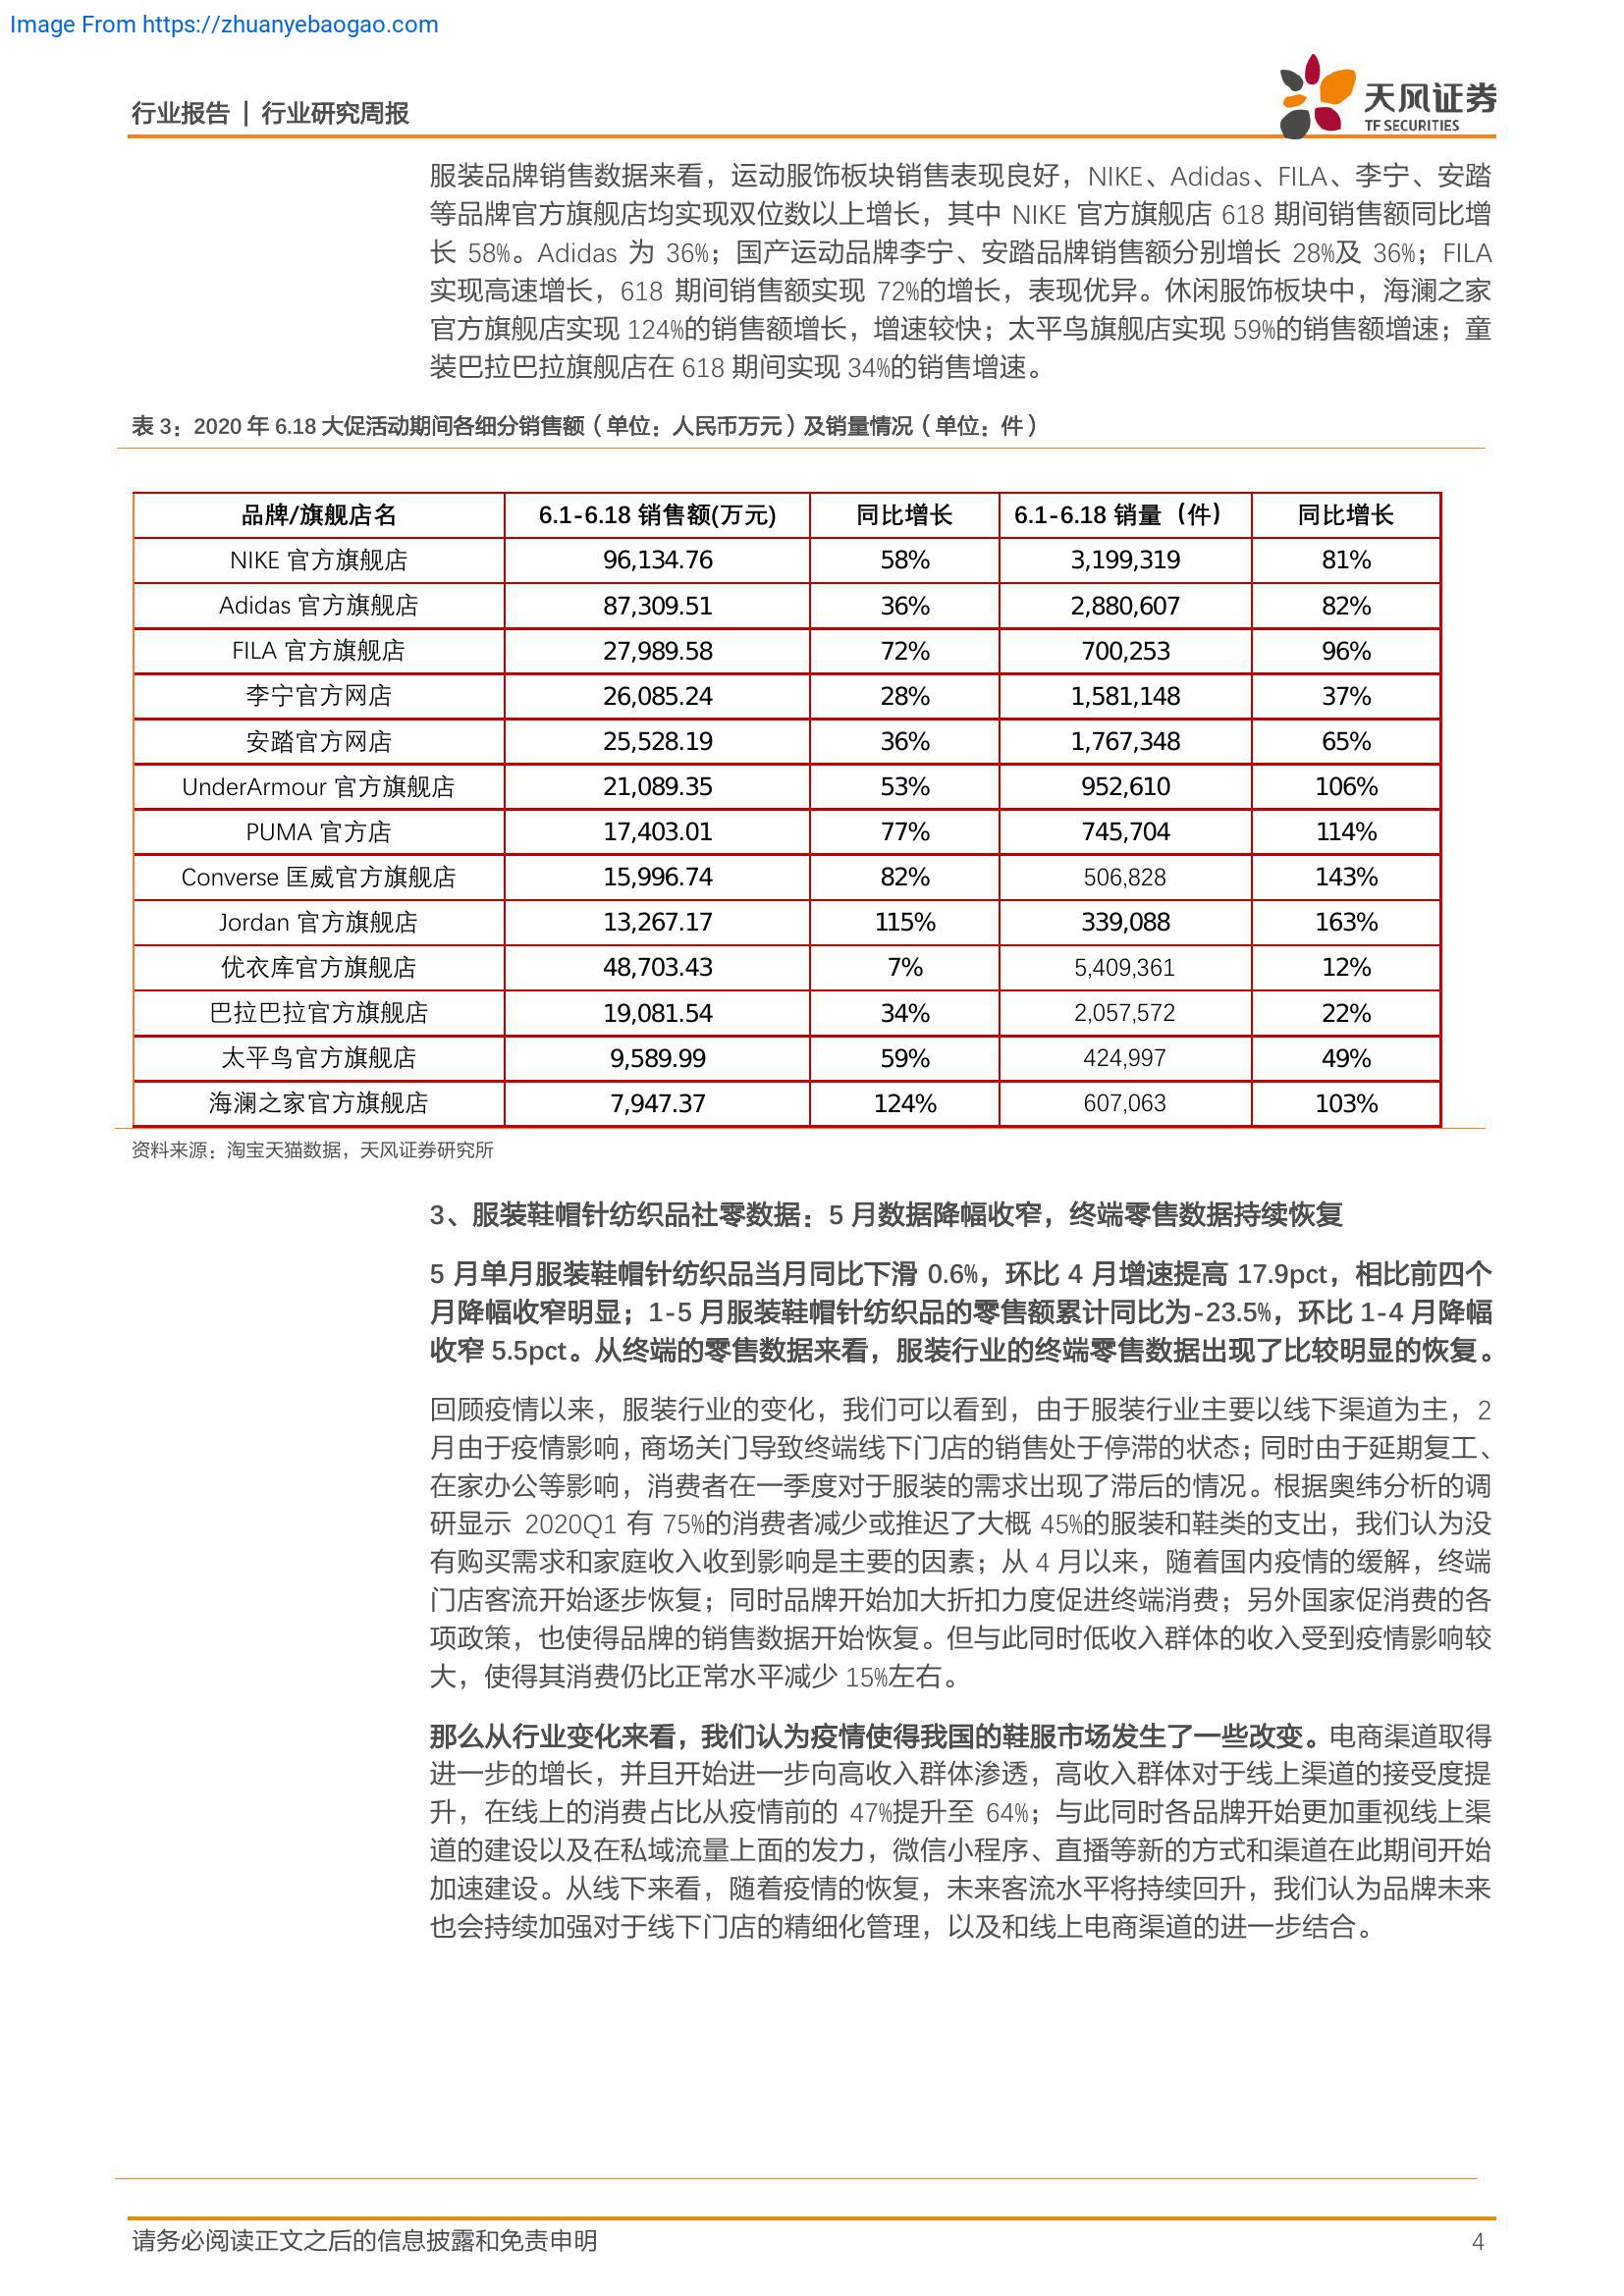 Image From https://zhuanyebaogao.com
行业报告 | 行业研究周报
天风证券
TF SECURITIES
服装品牌销售数据来看，运动服饰板块销售表现良好，NIKE、Adidas、FILA、李宁、安踏
等品牌官方旗舰店均实现双位数以上增长，其中 NIKE 官方旗舰店 618 期间销售额同比增
长 58%。Adidas 为 36%；国产运动品牌李宁、安踏品牌销售额分别增长 28%及 36%；FILA
实现高速增长，618 期间销售额实现 72%的增长，表现优异。休闲服饰板块中，海澜之家
官方旗舰店实现 124%的销售额增长，增速较快；太平鸟旗舰店实现 59%的销售额增速；童
装巴拉巴拉旗舰店在 618 期间实现 34%的销售增速。
表 3：2020 年 6.18 大促活动期间各细分销售额（单位：人民币万元）及销量情况（单位：件）
品牌/旗舰店名 6.1-6.18 销售额(万元) 同比增长 6.1-6.18 销量（件） 同比增长
NIKE 官方旗舰店 96,134.76 58% 3,199,319 81%
Adidas 官方旗舰店 87,309.51 36% 2,880,607 82%
FILA 官方旗舰店 27,989.58 72% 700,253 96%
李宁官方网店 26,085.24 28% 1,581,148 37%
安踏官方网店 25,528.19 36% 1,767,348 65%
UnderArmour 官方旗舰店 21,089.35 53% 952,610 106%
PUMA 官方店 17,403.01 77% 745,704 114%
Converse 匡威官方旗舰店 15,996.74 82% 506,828 143%
Jordan 官方旗舰店 13,267.17 115% 339,088 163%
优衣库官方旗舰店 48,703.43 7% 5,409,361 12%
巴拉巴拉官方旗舰店 19,081.54 34% 2,057,572 22%
太平鸟官方旗舰店 9,589.99 59% 424,997 49%
海澜之家官方旗舰店 7,947.37 124% 607,063 103%
资料来源：淘宝天猫数据，天风证券研究所
3、服装鞋帽针纺织品社零数据：5 月数据降幅收窄，终端零售数据持续恢复
5 月单月服装鞋帽针纺织品当月同比下滑 0.6%，环比 4 月增速提高 17.9pct，相比前四个
月降幅收窄明显；1-5 月服装鞋帽针纺织品的零售额累计同比为-23.5%，环比 1-4 月降幅
收窄 5.5pct。从终端的零售数据来看，服装行业的终端零售数据出现了比较明显的恢复。
回顾疫情以来，服装行业的变化，我们可以看到，由于服装行业主要以线下渠道为主，2
月由于疫情影响，商场关门导致终端线下门店的销售处于停滞的状态；同时由于延期复工、
在家办公等影响，消费者在一季度对于服装的需求出现了滞后的情况。根据奥纬分析的调
研显示 2020Q1 有 75%的消费者减少或推迟了大概 45%的服装和鞋类的支出，我们认为没
有购买需求和家庭收入收到影响是主要的因素；从 4 月以来，随着国内疫情的缓解，终端
门店客流开始逐步恢复；同时品牌开始加大折扣力度促进终端消费；另外国家促消费的各
项政策，也使得品牌的销售数据开始恢复。但与此同时低收入群体的收入受到疫情影响较
大，使得其消费仍比正常水平减少 15%左右。
那么从行业变化来看，我们认为疫情使得我国的鞋服市场发生了一些改变。电商渠道取得
进一步的增长，并且开始进一步向高收入群体渗透，高收入群体对于线上渠道的接受度提
升，在线上的消费占比从疫情前的 47%提升至 64%；与此同时各品牌开始更加重视线上渠
道的建设以及在私域流量上面的发力，微信小程序、直播等新的方式和渠道在此期间开始
加速建设。从线下来看，随着疫情的恢复，未来客流水平将持续回升，我们认为品牌未来
也会持续加强对于线下门店的精细化管理，以及和线上电商渠道的进一步结合。
请务必阅读正文之后的信息披露和免责申明 4